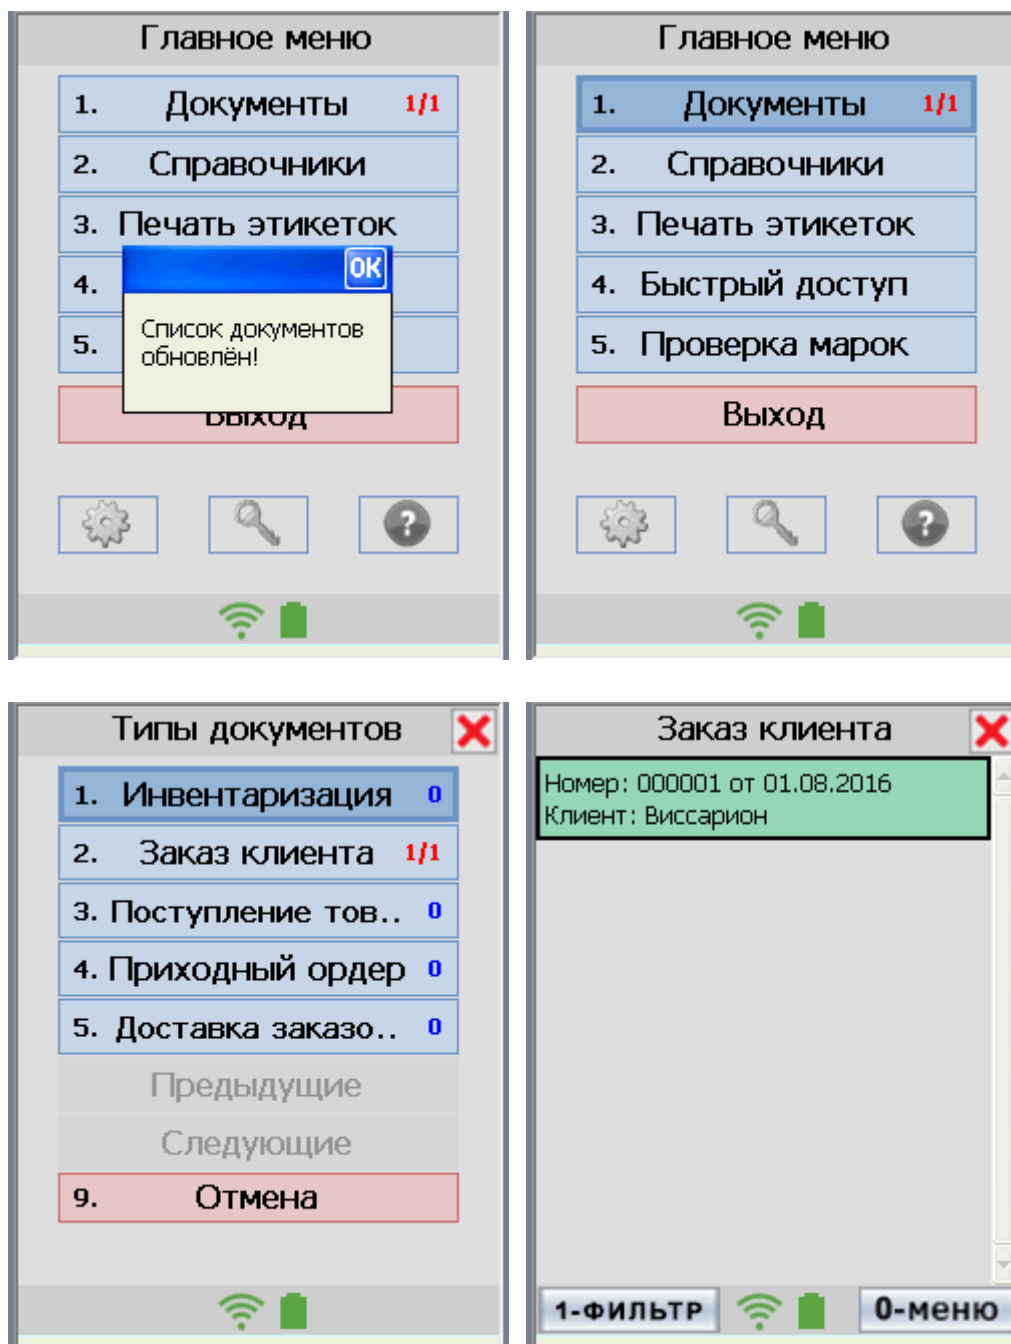 Главное меню
1. Документы 1/1
2. Справочники
3. Печать этикеток
4.
OK
Список документов
обновлён!
5.
Выход
Главное меню
1. Документы 1/1
2. Справочники
3. Печать этикеток
4. Быстрый доступ
5. Проверка марок
Выход
?
?
Типы документов
1. Инвентаризация 0
2. Заказ клиента 1/1
3. Поступление тов.. 0
4. Приходный ордер 0
5. Доставка заказо.. 0
Предыдущие
Следующие
9. Отмена
Заказ клиента
Номер: 000001 от 01.08.2016
Клиент: Виссарион
1-ФИЛЬТР
0-меню